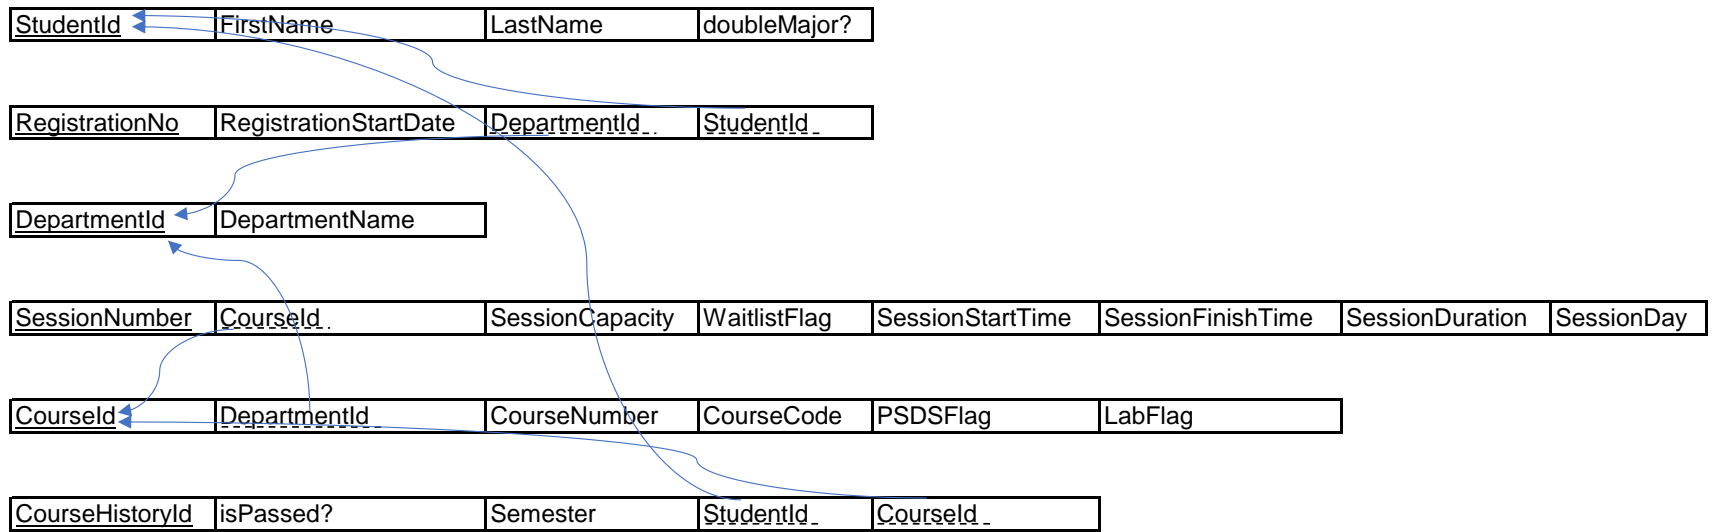 StudentId FirstName LastName doubleMajor?
RegistrationNo RegistrationStartDate DepartmentId StudentId
DepartmentId DepartmentName
SessionNumber CourseId SessionCapacity WaitlistFlag SessionStartTime SessionFinishTime SessionDuration SessionDay
CourseId DepartmentId CourseNumber CourseCode PSDSFlag LabFlag
CourseHistoryId isPassed? Semester StudentId CourseId